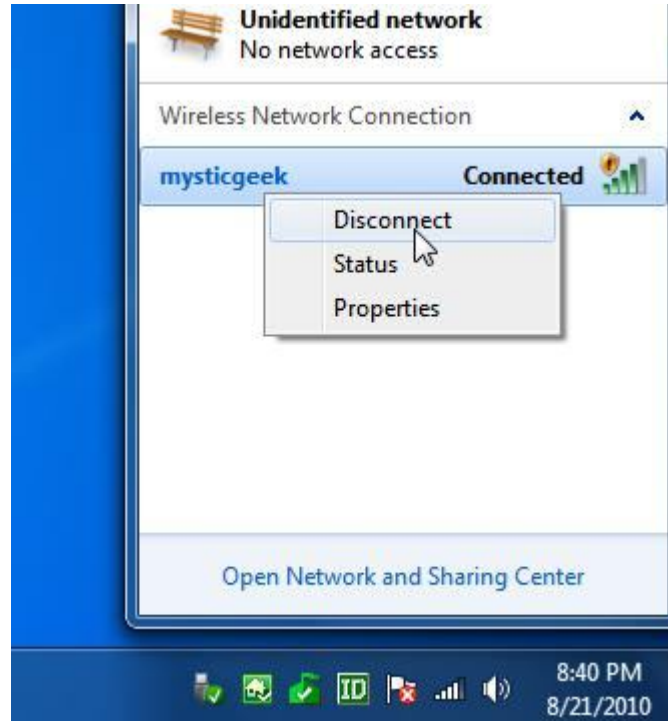 Unidentified network
No network access
Wireless Network Connection
mysticgeek Connected
Disconnect
Status
Properties
Open Network and Sharing Center
ID
8:40 PM
8/21/2010